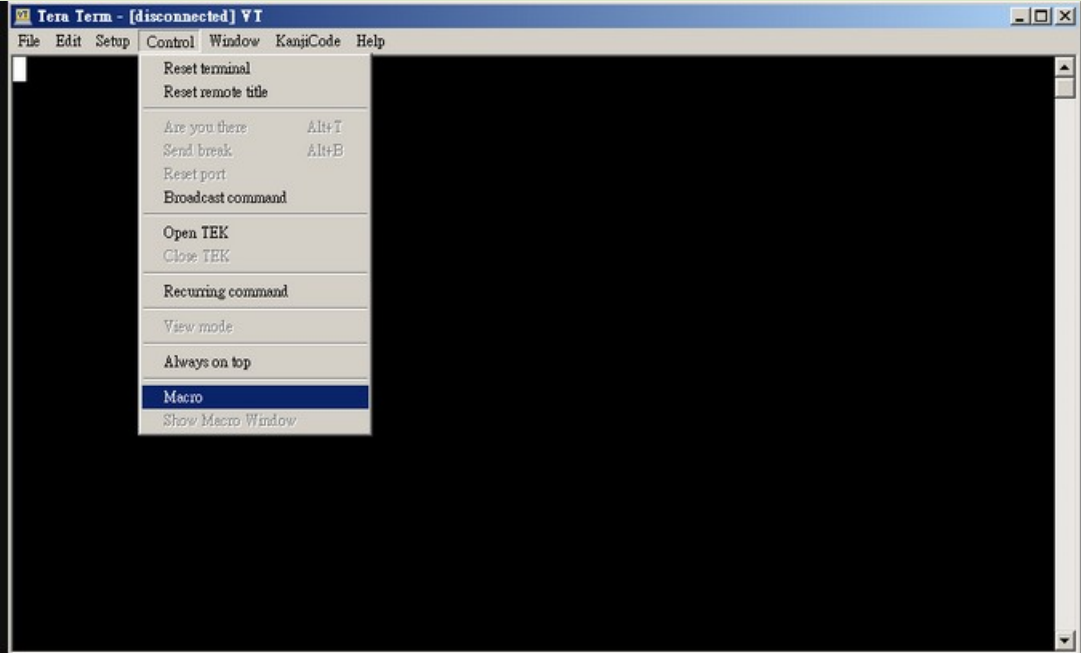 Tera Term - [disconnected] VT
File Edit Setup Control Window KanjiCode Help
Reset terminal
Reset remote title
Are you there Alt+T
Send break Alt+B
Reset port
Broadcast command
Open TEK
Close TEK
Recurring command
View mode
Always on top
Macro
Show Macro Window